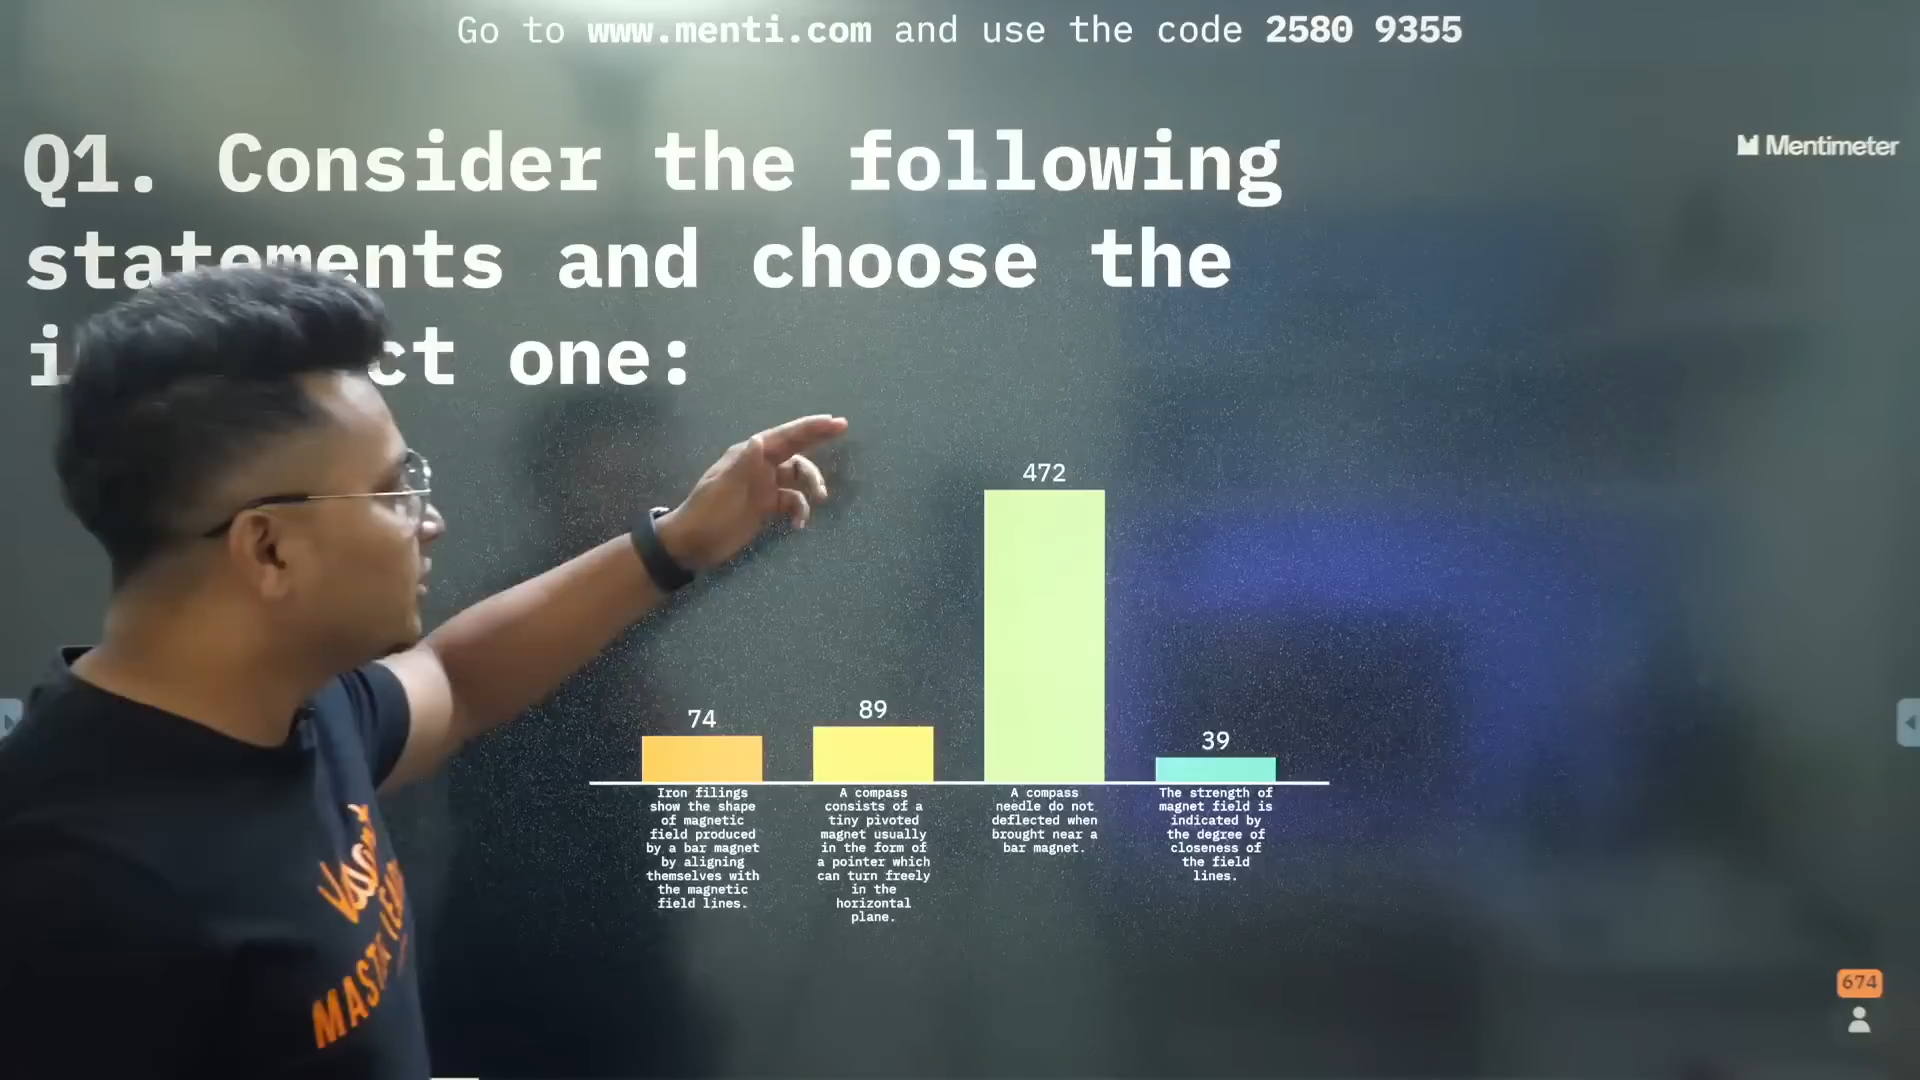 Go to www.menti.com and use the code 2580 9355
Mentimeter
Q1. Consider the following
statements and choose the
one:
472
89
74
39
Iron filings
show the shape
of magnetic
field produced
by a bar magnet
by aligning
themselves with
the magnetic
field lines.
A compass
consists of a
tiny pivoted
magnet usually
in the form of
a pointer which
can turn freely
in the
horizontal
plane.
A compass
needle do not
deflected when
brought near a
bar magnet.
The strength of
magnet field is
indicated by
the degree of
closeness of
the field
lines.
674